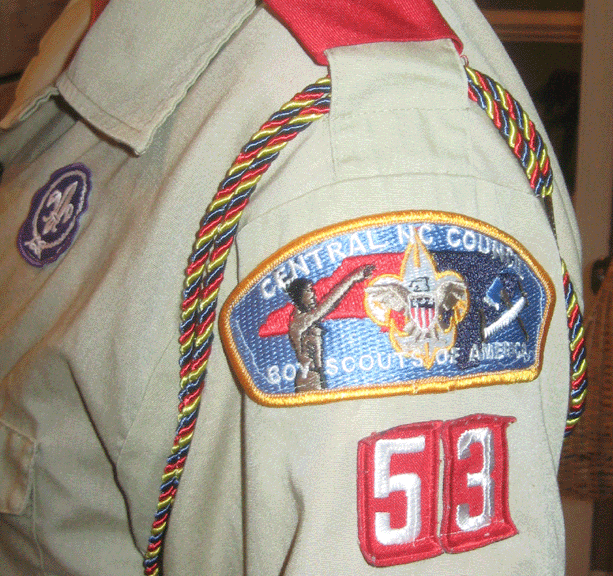 CENTRAL NC COUNCIL
BOY SCOUTS OF AMERICA
53